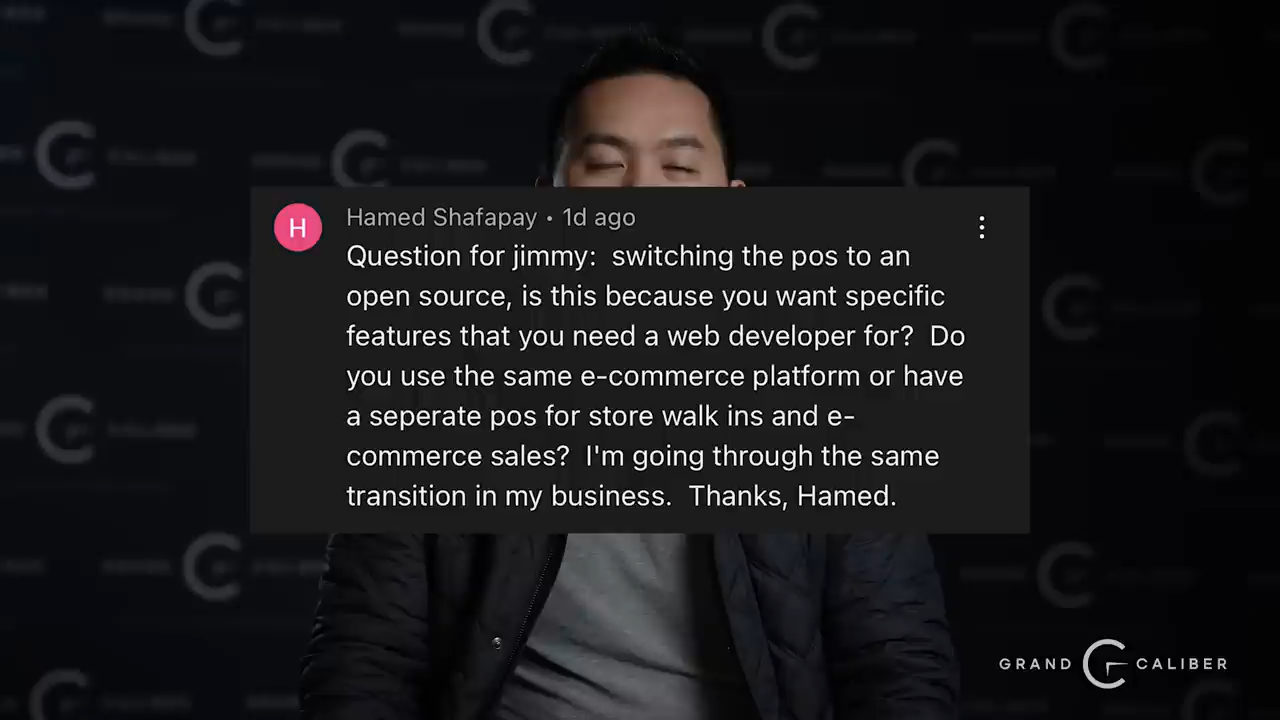 Hamed Shafapay • 1d ago
H
Question for jimmy:  switching the pos to an
open source, is this because you want specific
features that you need a web developer for?  Do
you use the same e-commerce platform or have
a seperate pos for store walk ins and e-
commerce sales?  I'm going through the same
transition in my business.  Thanks, Hamed.
GRAND CALIBER